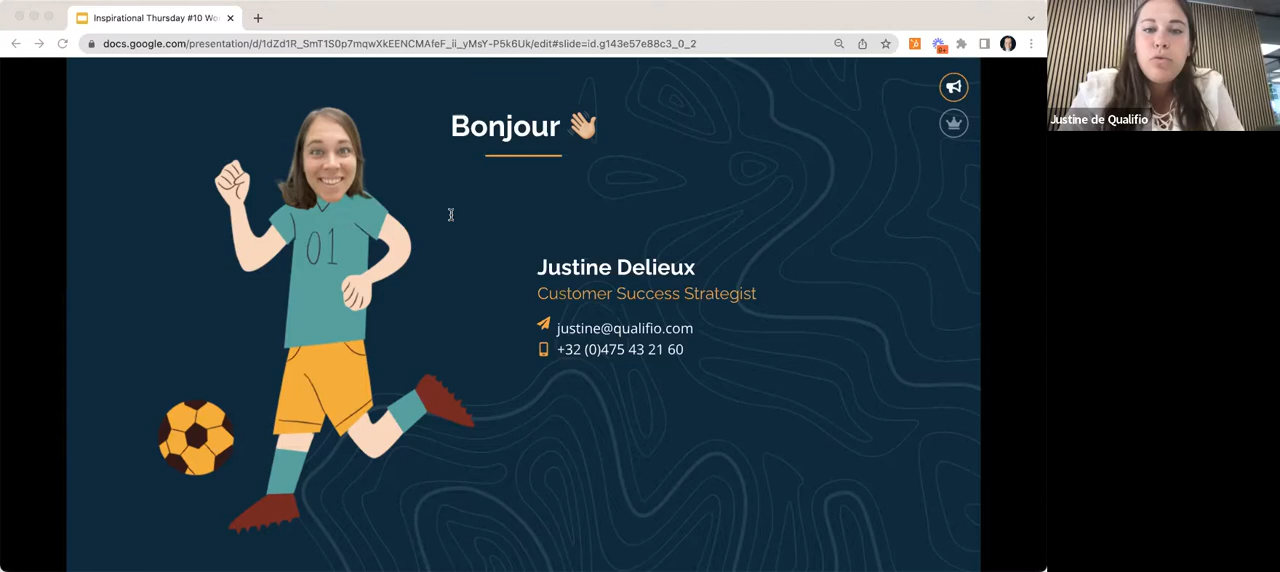 Inspirational Thursday #10 Wo
docs.google.com/presentation/d/1dZd1R_SmT1S0p7mqwXkEENCMAfeF_ii_yMsY-P5k6Uk/edit#slide=id.g143e57e88c3_0_2
9+
Justine de Qualifio
Bonjour 👋🏼
01
Justine Delieux
Customer Success Strategist
justine@qualifio.com
+32 (0)475 43 21 60